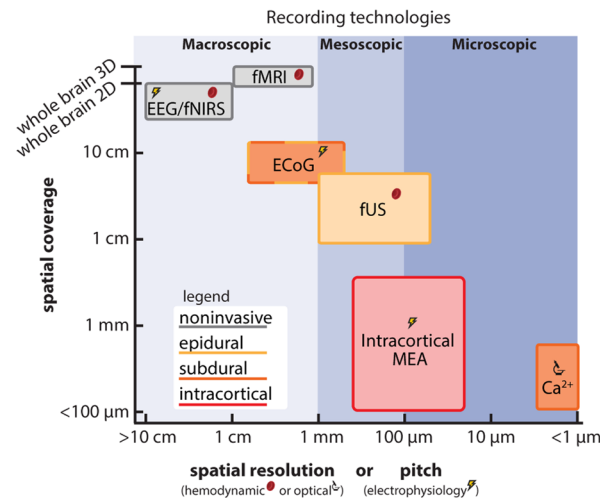 Recording technologies
Macroscopic
Mesoscopic
Microscopic
whole brain 3D
whole brain 2D
10 cm
1 cm
1 mm
<100 μm
spatial coverage
fMRI
EEG/fNIRS
ECoG
fUS
Intracortical
MEA
Ca²⁺
legend
noninvasive
epidural
subdural
intracortical
>10 cm
1 cm
1 mm
100 μm
10 μm
<1 μm
spatial resolution or pitch
(hemodynamic or optical) (electrophysiology)